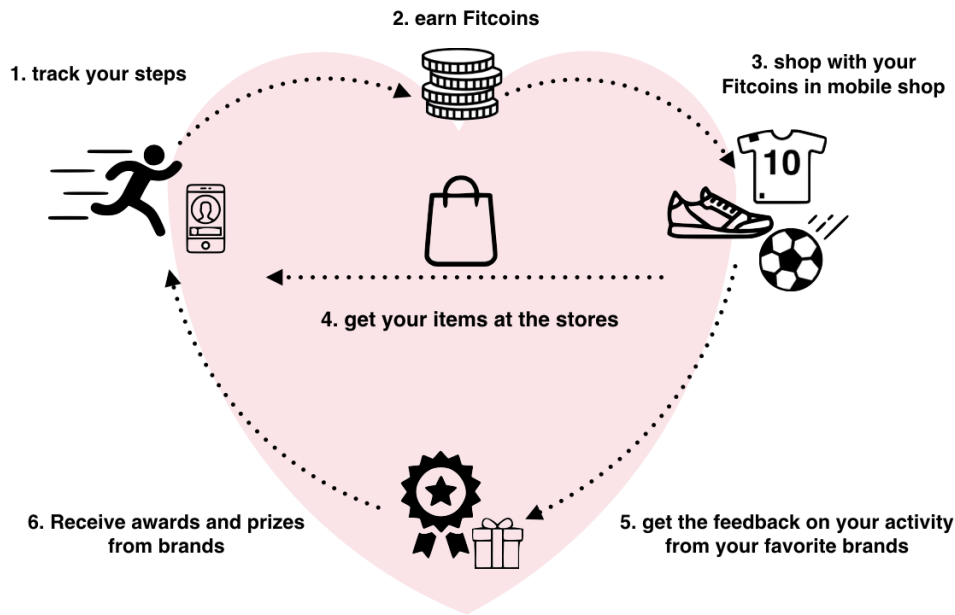 2. earn Fitcoins
1. track your steps
3. shop with your
Fitcoins in mobile shop
10
4. get your items at the stores
6. Receive awards and prizes
from brands
5. get the feedback on your activity
from your favorite brands